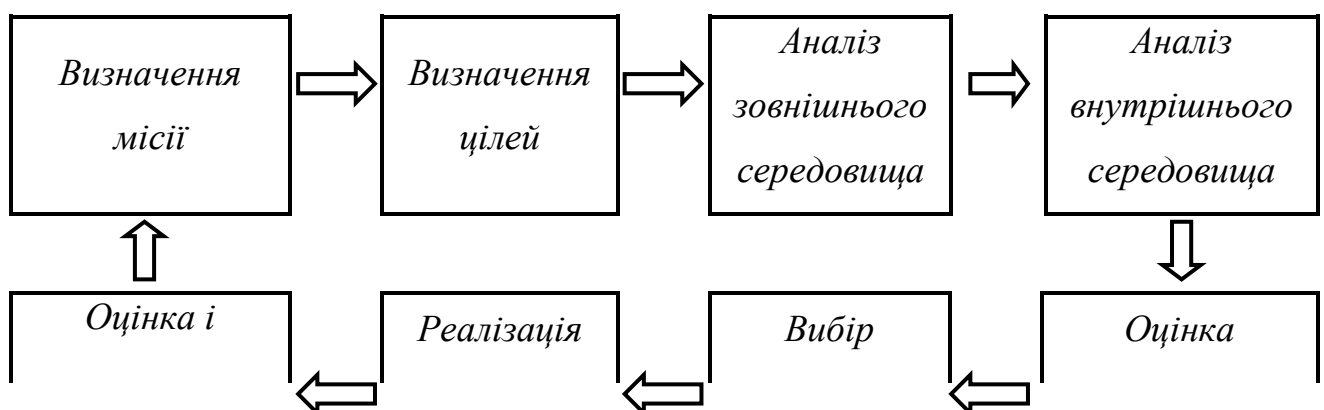 Визначення
місії
Визначення
цілей
Аналіз
зовнішнього
середовища
Аналіз
внутрішнього
середовища
Оцінка і
Реалізація
Вибір
Оцінка